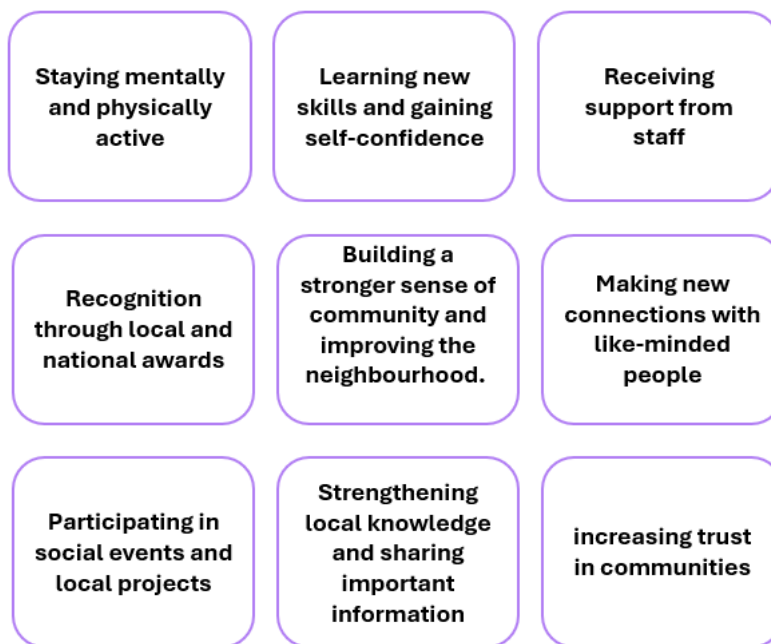 Staying mentally
and physically
active
Learning new
skills and gaining
self-confidence
Receiving
support from
staff
Recognition
through local and
national awards
Building a
stronger sense of
community and
improving the
neighbourhood.
Making new
connections with
like-minded
people
Participating in
social events and
local projects
Strengthening
local knowledge
and sharing
important
information
increasing trust
in communities